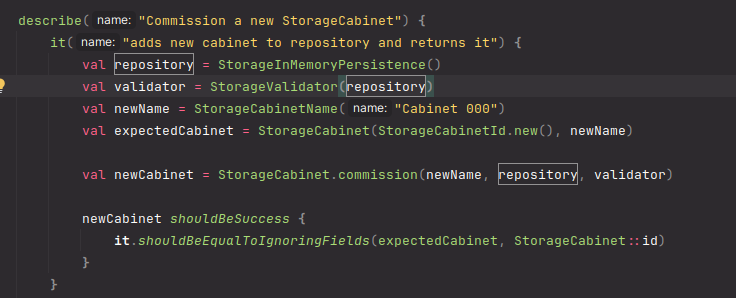 describe( name: "Commission a new StorageCabinet") {
it( name: "adds new cabinet to repository and returns it") {
val repository = StorageInMemoryPersistence()
val validator = StorageValidator(repository)
val newName = StorageCabinetName( name: "Cabinet 000")
val expectedCabinet = StorageCabinet(StorageCabinetId.new(), newName)
val newCabinet = StorageCabinet.commission(newName, repository, validator)
newCabinet shouldBeSuccess {
it.shouldBeEqualToIgnoringFields(expectedCabinet, StorageCabinet::id)
}
}